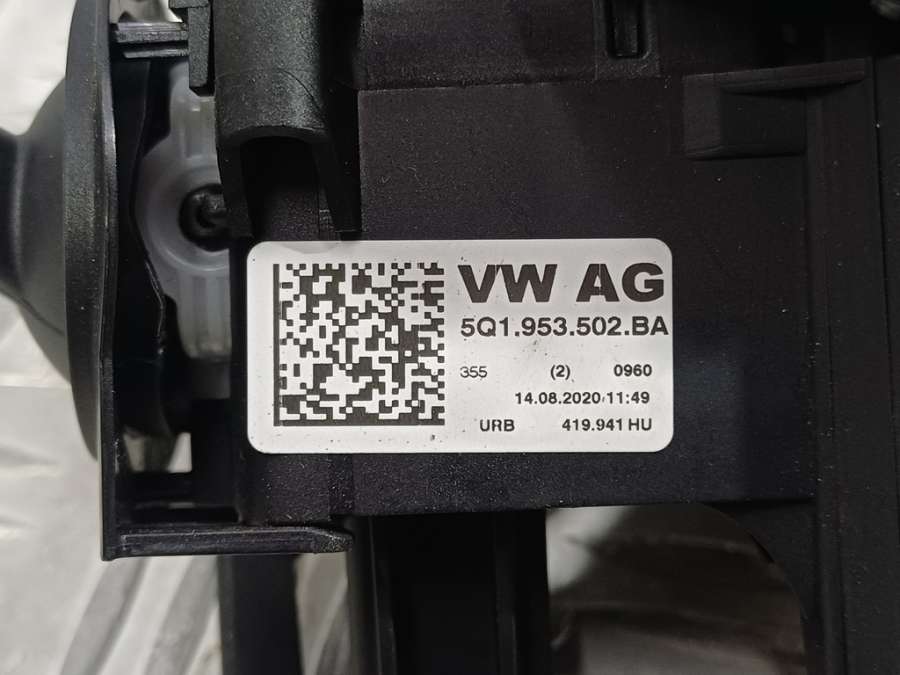 VW AG
5Q1.953.502.BA
355 (2) 0960
14.08.2020 11:49
URB 419.941 HU